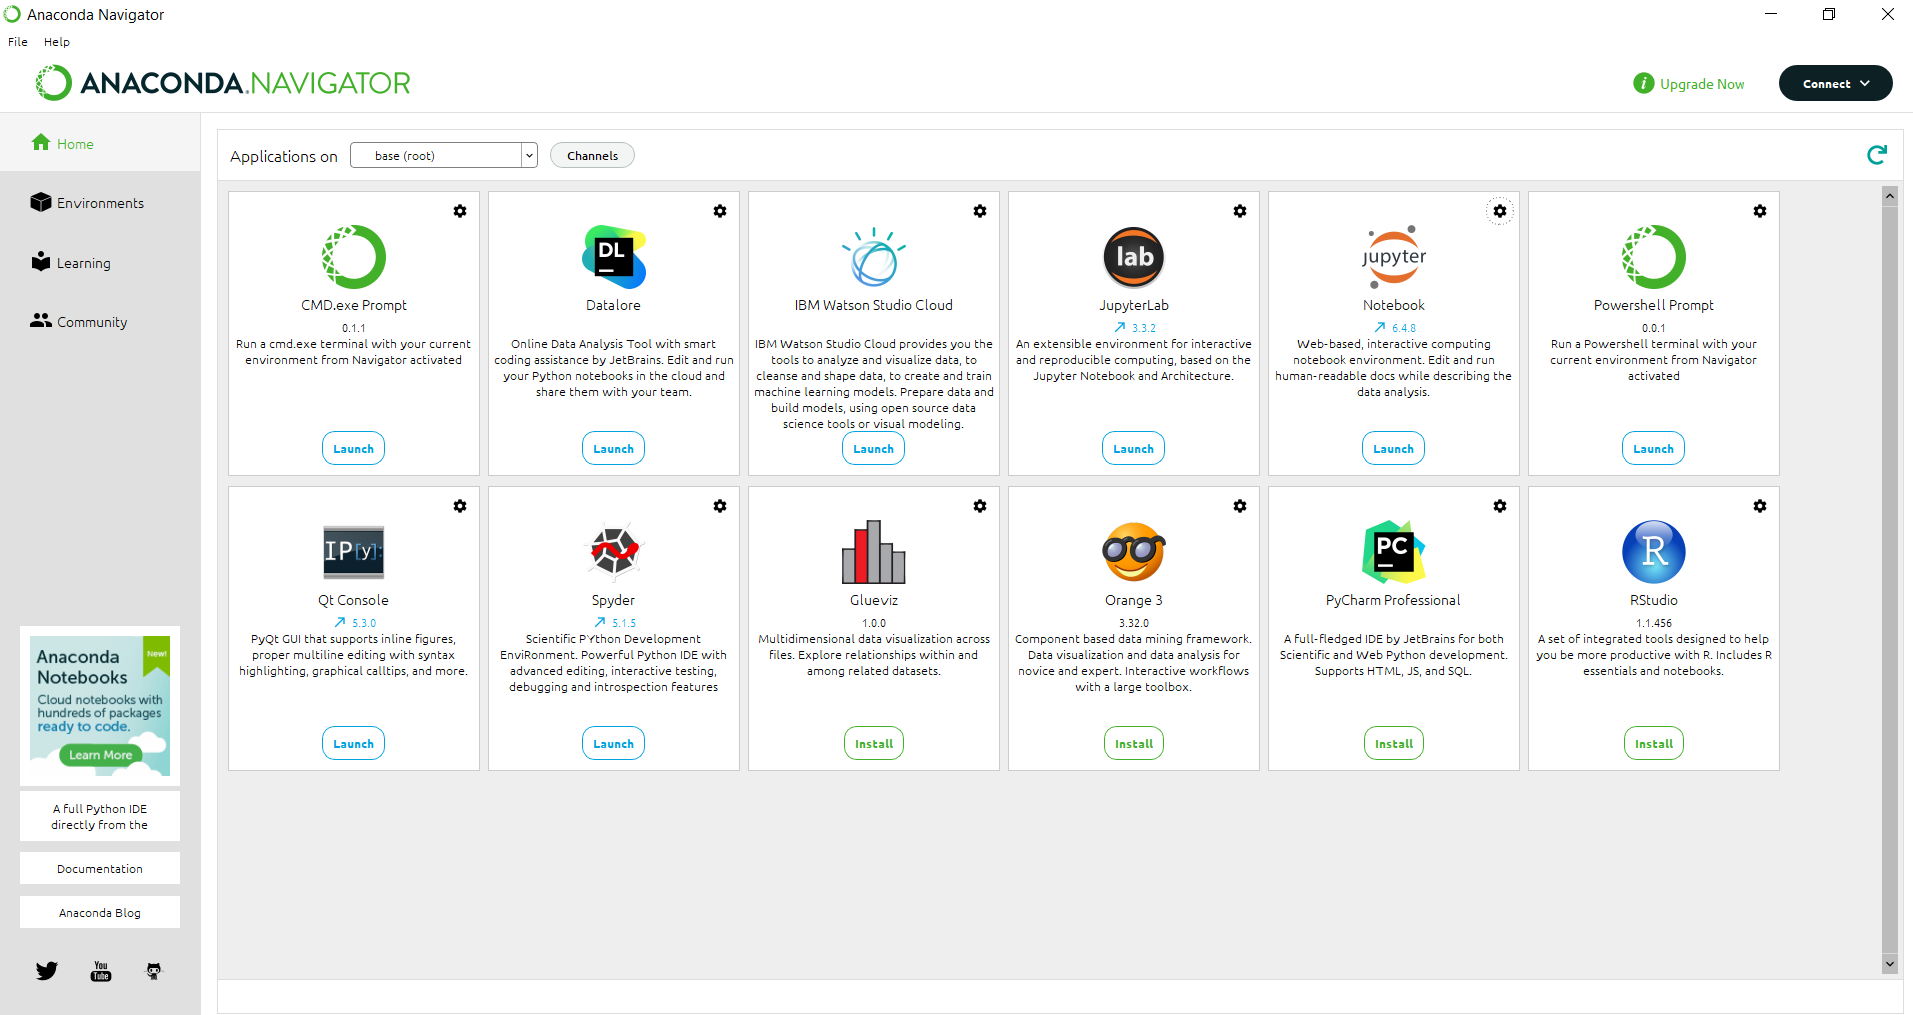 Anaconda Navigator
File Help
ANACONDA.NAVIGATOR
i Upgrade Now
Connect
Home
Environments
Learning
Community
Applications on base (root) Channels
CMD.exe Prompt
0.1.1
Run a cmd.exe terminal with your current
environment from Navigator activated
Launch
DL
Datalore
Online Data Analysis Tool with smart
coding assistance by JetBrains. Edit and run
your Python notebooks in the cloud and
share them with your team.
Launch
IBM Watson Studio Cloud
IBM Watson Studio Cloud provides you the
tools to analyze and visualize data, to
cleanse and shape data, to create and train
machine learning models. Prepare data and
build models, using open source data
science tools or visual modeling.
Launch
lab
JupyterLab
3.3.2
An extensible environment for interactive
and reproducible computing, based on the
Jupyter Notebook and Architecture.
Launch
jupyter
Notebook
6.4.8
Web-based, interactive computing
notebook environment. Edit and run
human-readable docs while describing the
data analysis.
Launch
Powershell Prompt
0.0.1
Run a Powershell terminal with your
current environment from Navigator
activated
Launch
IP[y]:
Qt Console
5.3.0
PyQt GUI that supports inline figures,
proper multiline editing with syntax
highlighting, graphical calltips, and more.
Launch
Spyder
5.1.5
Scientific PYthon Development
EnviRonment. Powerful Python IDE with
advanced editing, interactive testing,
debugging and introspection features
Launch
Glueviz
1.0.0
Multidimensional data visualization across
files. Explore relationships within and
among related datasets.
Install
Orange 3
3.32.0
Component based data mining framework.
Data visualization and data analysis for
novice and expert. Interactive workflows
with a large toolbox.
Install
PC
PyCharm Professional
A full-fledged IDE by JetBrains for both
Scientific and Web Python development.
Supports HTML, JS, and SQL.
Install
R
RStudio
1.1.456
A set of integrated tools designed to help
you be more productive with R. Includes R
essentials and notebooks.
Install
New!
Anaconda
Notebooks
Cloud notebooks with
hundreds of packages
ready to code.
Learn More
A full Python IDE
directly from the
Documentation
Anaconda Blog
You
Tube